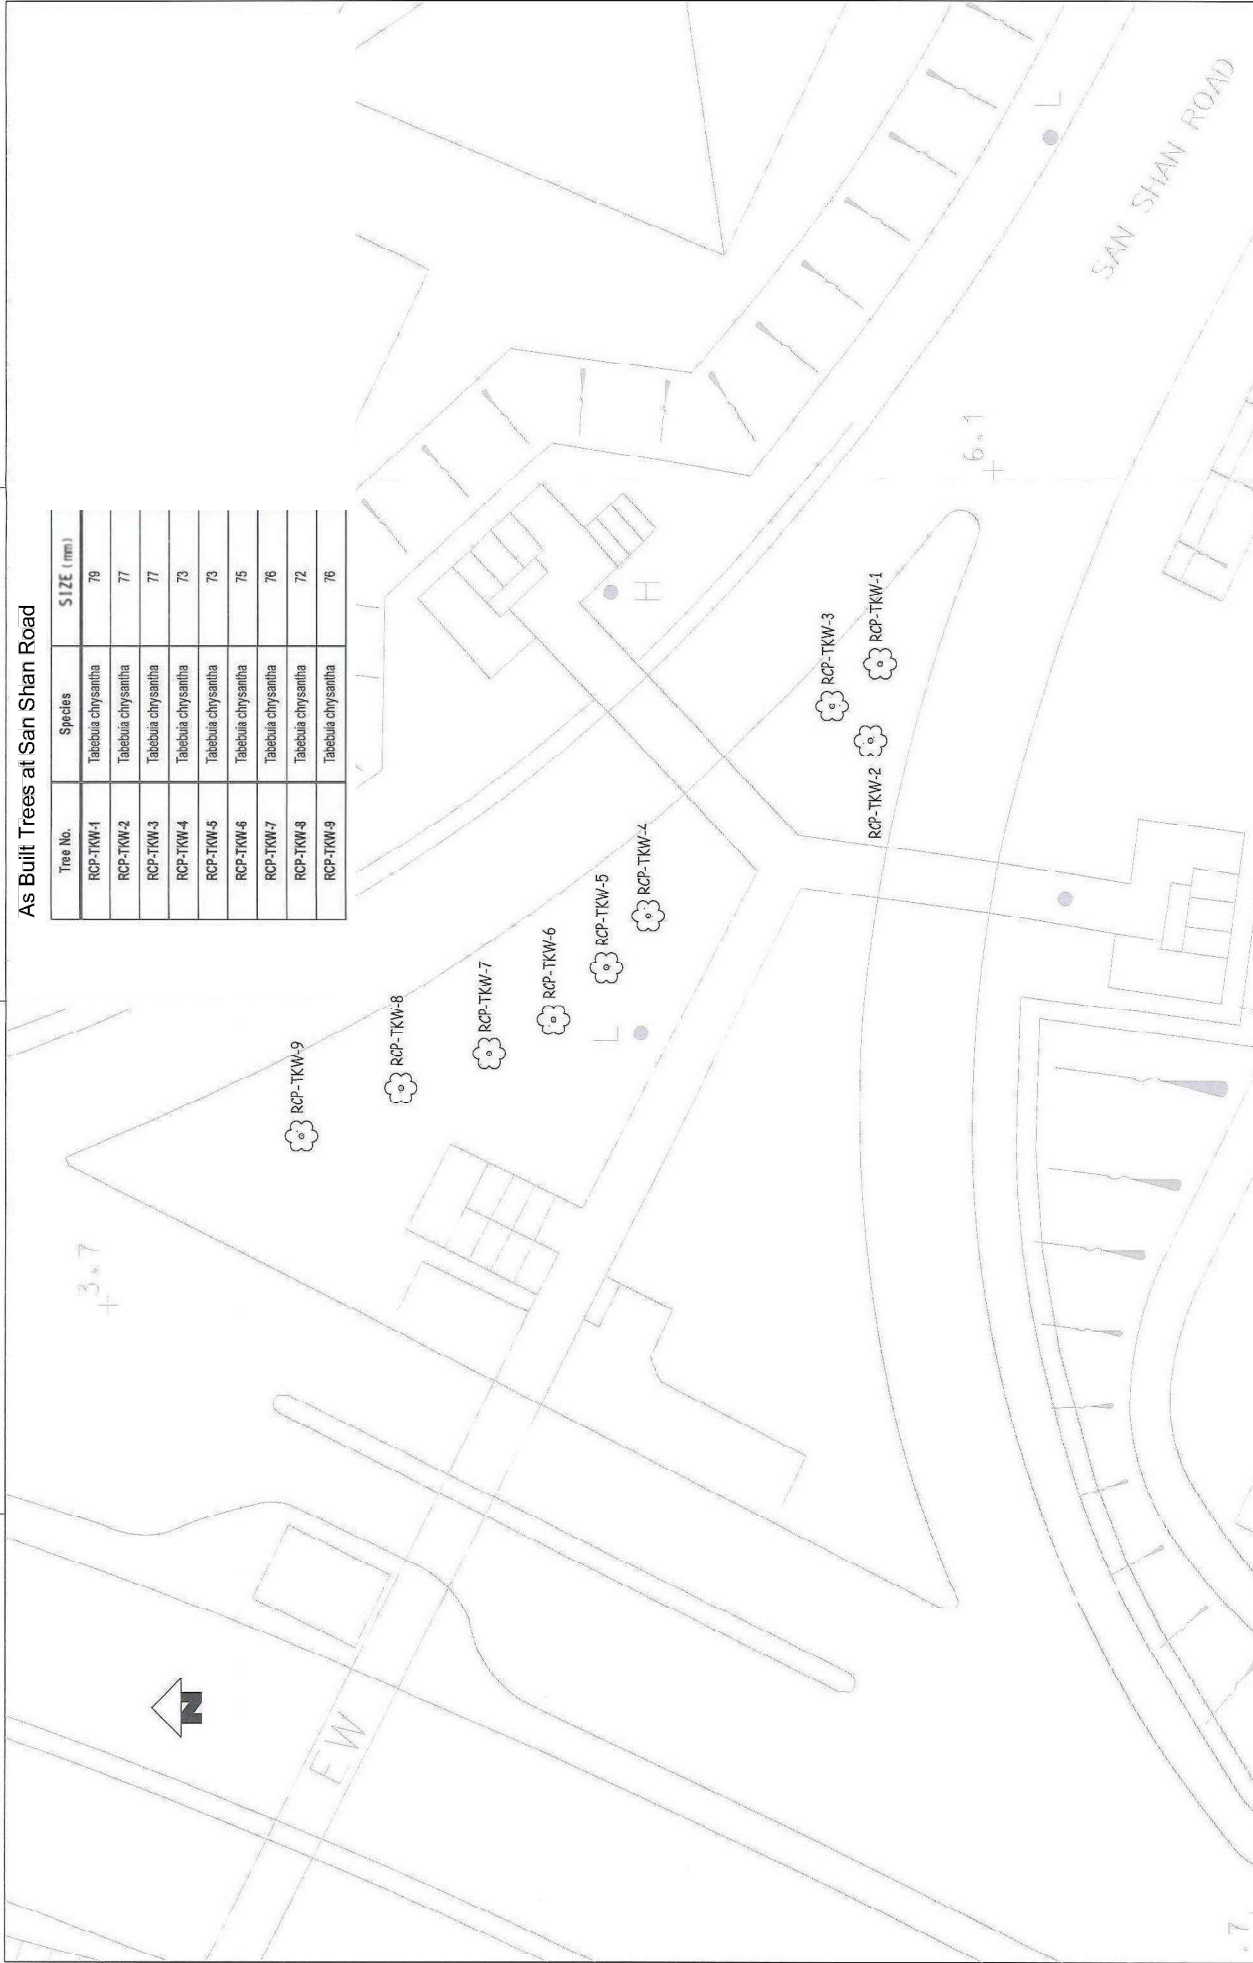 As Built Trees at San Shan Road
Tree No. Species SIZE (mm)
RCP-TKW-1 Tabebuia chrysantha 79
RCP-TKW-2 Tabebuia chrysantha 77
RCP-TKW-3 Tabebuia chrysantha 77
RCP-TKW-4 Tabebuia chrysantha 73
RCP-TKW-5 Tabebuia chrysantha 73
RCP-TKW-6 Tabebuia chrysantha 75
RCP-TKW-7 Tabebuia chrysantha 76
RCP-TKW-8 Tabebuia chrysantha 72
RCP-TKW-9 Tabebuia chrysantha 76
N
3.7
RCP-TKW-9
RCP-TKW-8
RCP-TKW-7
RCP-TKW-6
RCP-TKW-5
RCP-TKW-4
L
H
FW
RCP-TKW-3
RCP-TKW-2
RCP-TKW-1
6.1
L
SAN SHAN ROAD